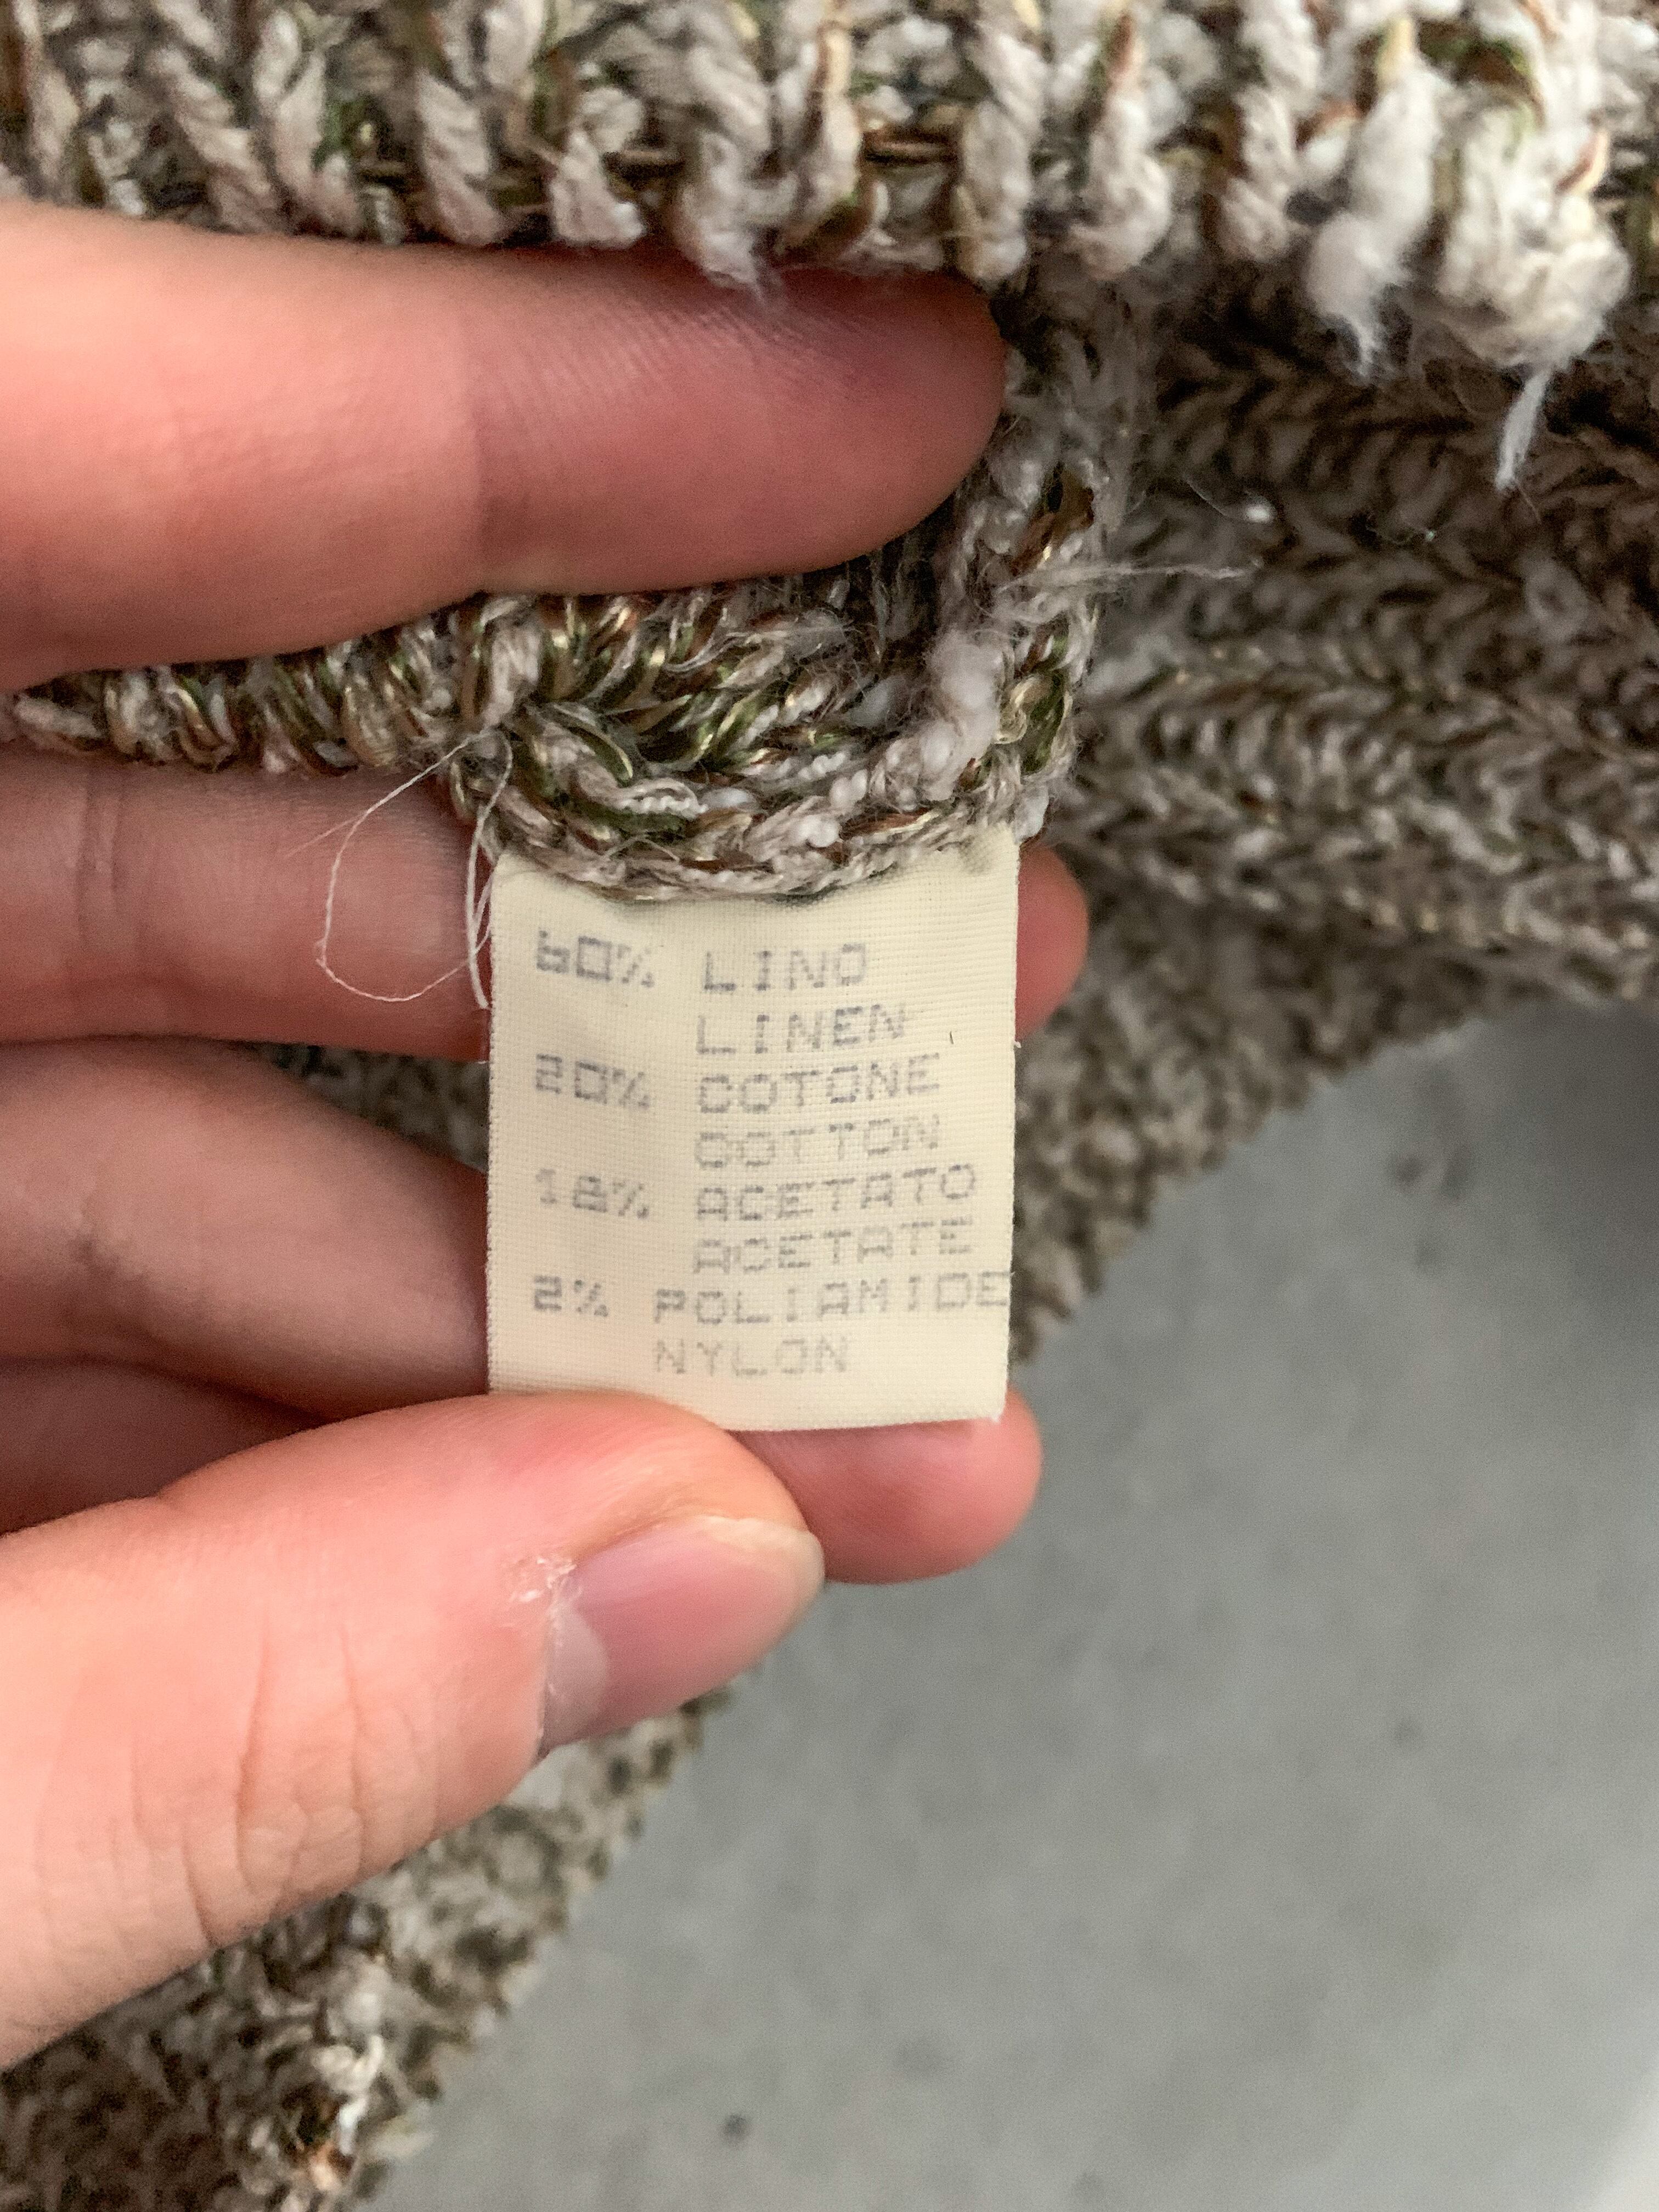 60% LINO
LINEN
20% COTONE
COTTON
18% ACETATO
ACETATE
2% POLIAMIDE
NYLON